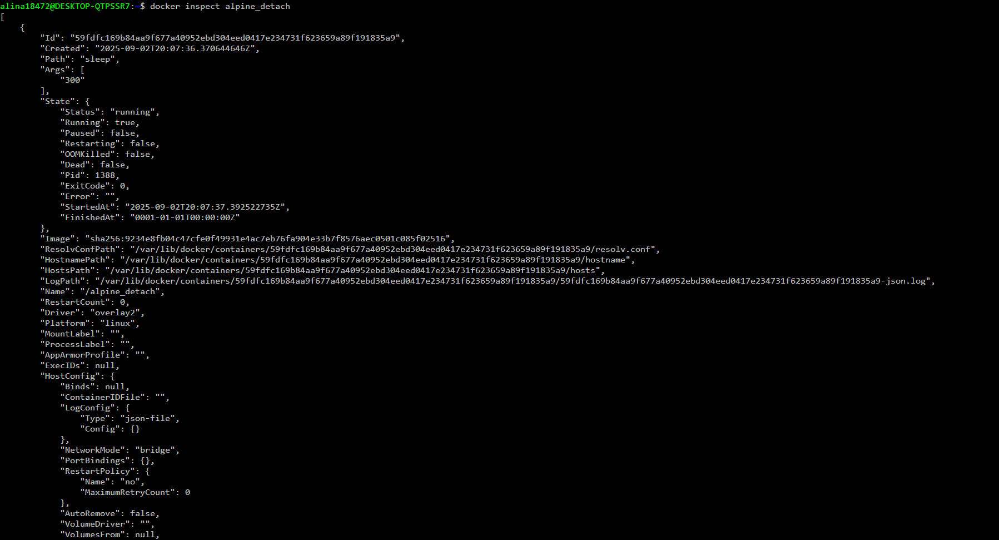 alina18472@DESKTOP-QTPSSR7:~$ docker inspect alpine_detach
[
    {
        "Id": "59fdfc169b84aa9f677a40952ebd304eed0417e234731f623659a89f191835a9",
        "Created": "2025-09-02T20:07:36.370644646Z",
        "Path": "sleep",
        "Args": [
            "300"
        ],
        "State": {
            "Status": "running",
            "Running": true,
            "Paused": false,
            "Restarting": false,
            "OOMKilled": false,
            "Dead": false,
            "Pid": 1388,
            "ExitCode": 0,
            "Error": "",
            "StartedAt": "2025-09-02T20:07:37.392522735Z",
            "FinishedAt": "0001-01-01T00:00:00Z"
        },
        "Image": "sha256:9234e8fb04c47cfe0f49931e4ac7eb76fa904e33b7f8576aec0501c085f02516",
        "ResolvConfPath": "/var/lib/docker/containers/59fdfc169b84aa9f677a40952ebd304eed0417e234731f623659a89f191835a9/resolv.conf",
        "HostnamePath": "/var/lib/docker/containers/59fdfc169b84aa9f677a40952ebd304eed0417e234731f623659a89f191835a9/hostname",
        "HostsPath": "/var/lib/docker/containers/59fdfc169b84aa9f677a40952ebd304eed0417e234731f623659a89f191835a9/hosts",
        "LogPath": "/var/lib/docker/containers/59fdfc169b84aa9f677a40952ebd304eed0417e234731f623659a89f191835a9/59fdfc169b84aa9f677a40952ebd304eed0417e234731f623659a89f191835a9-json.log",
        "Name": "/alpine_detach",
        "RestartCount": 0,
        "Driver": "overlay2",
        "Platform": "linux",
        "MountLabel": "",
        "ProcessLabel": "",
        "AppArmorProfile": "",
        "ExecIDs": null,
        "HostConfig": {
            "Binds": null,
            "ContainerIDFile": "",
            "LogConfig": {
                "Type": "json-file",
                "Config": {}
            },
            "NetworkMode": "bridge",
            "PortBindings": {},
            "RestartPolicy": {
                "Name": "no",
                "MaximumRetryCount": 0
            },
            "AutoRemove": false,
            "VolumeDriver": "",
            "VolumesFrom": null,